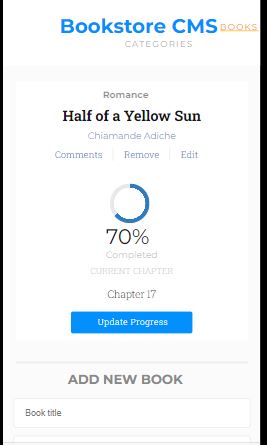 Bookstore CMS BOOKS
CATEGORIES
Romance
Half of a Yellow Sun
Chiamande Adiche
Comments Remove Edit
70%
Completed
CURRENT CHAPTER
Chapter 17
Update Progress
ADD NEW BOOK
Book title